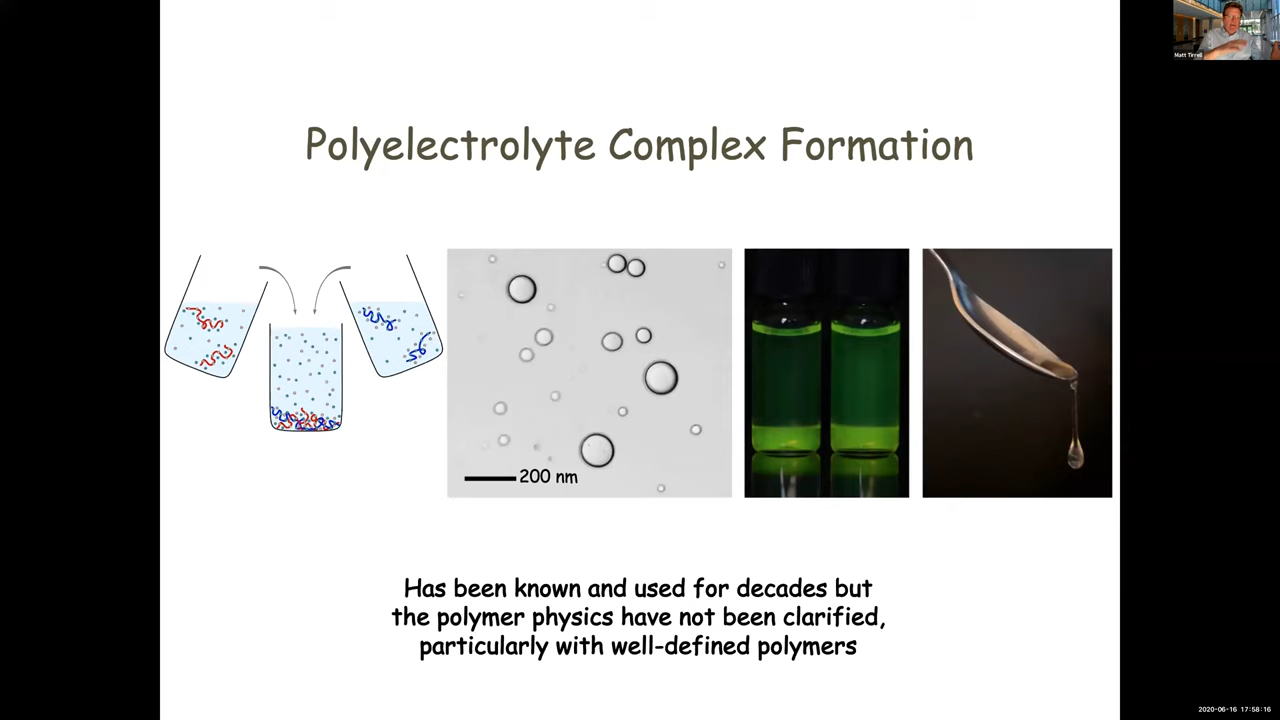 Matt Tirrell
Polyelectrolyte Complex Formation
200 nm
Has been known and used for decades but
the polymer physics have not been clarified,
particularly with well-defined polymers
2020-06-16 17:58:16